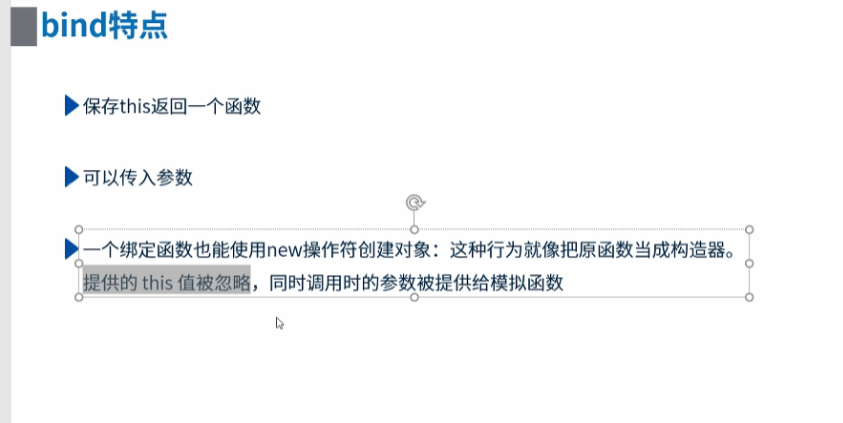 bind特点
保存this返回一个函数
可以传入参数
一个绑定函数也能使用new操作符创建对象：这种行为就像把原函数当成构造器。
提供的 this 值被忽略，同时调用时的参数被提供给模拟函数